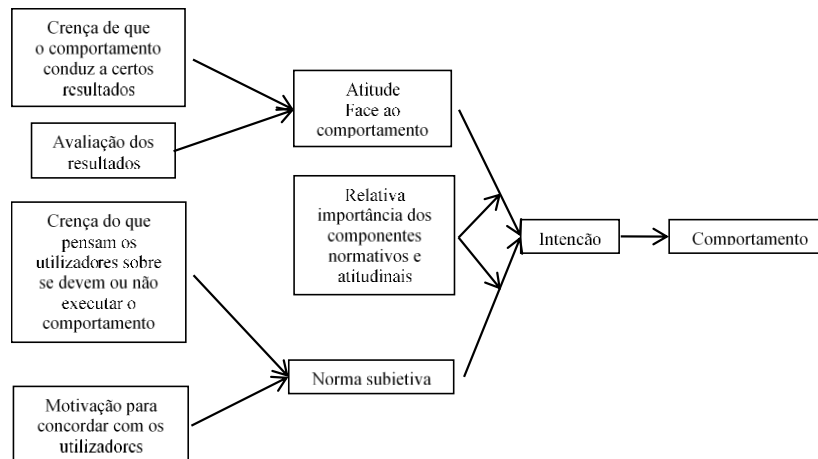 Crença de que
o comportamento
conduz a certos
resultados
Avaliação dos
resultados
Crença do que
pensam os
utilizadores sobre
se devem ou não
executar o
comportamento
Motivação para
concordar com os
utilizadores
Atitude
Face ao
comportamento
Relativa
importância dos
componentes
normativos e
atitudinais
Norma subietiva
Intencão
Comportamento